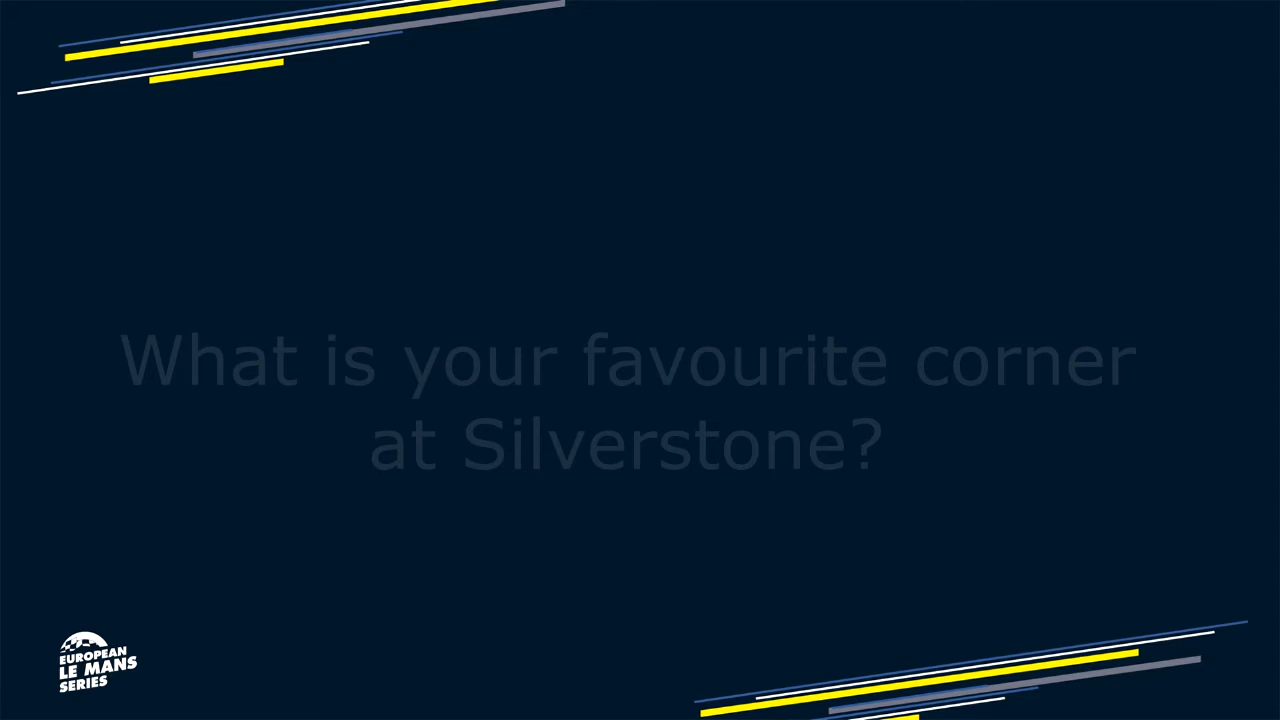 What is your favourite corner
at Silverstone?
EUROPEAN
LE MANS
SERIES